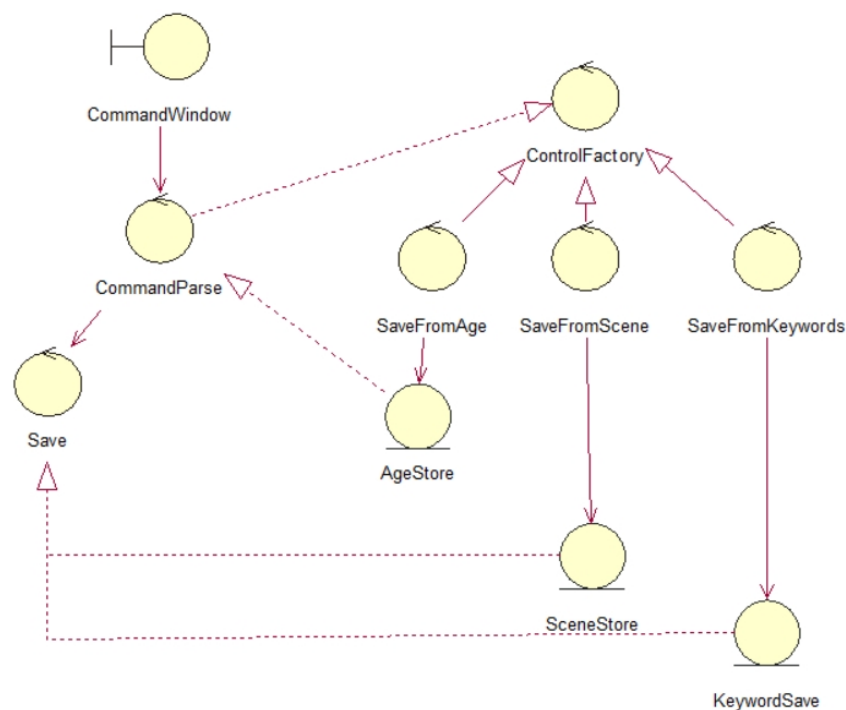 CommandWindow
ControlFactory
CommandParse
SaveFromAge
SaveFromScene
SaveFromKeywords
Save
AgeStore
SceneStore
KeywordSave